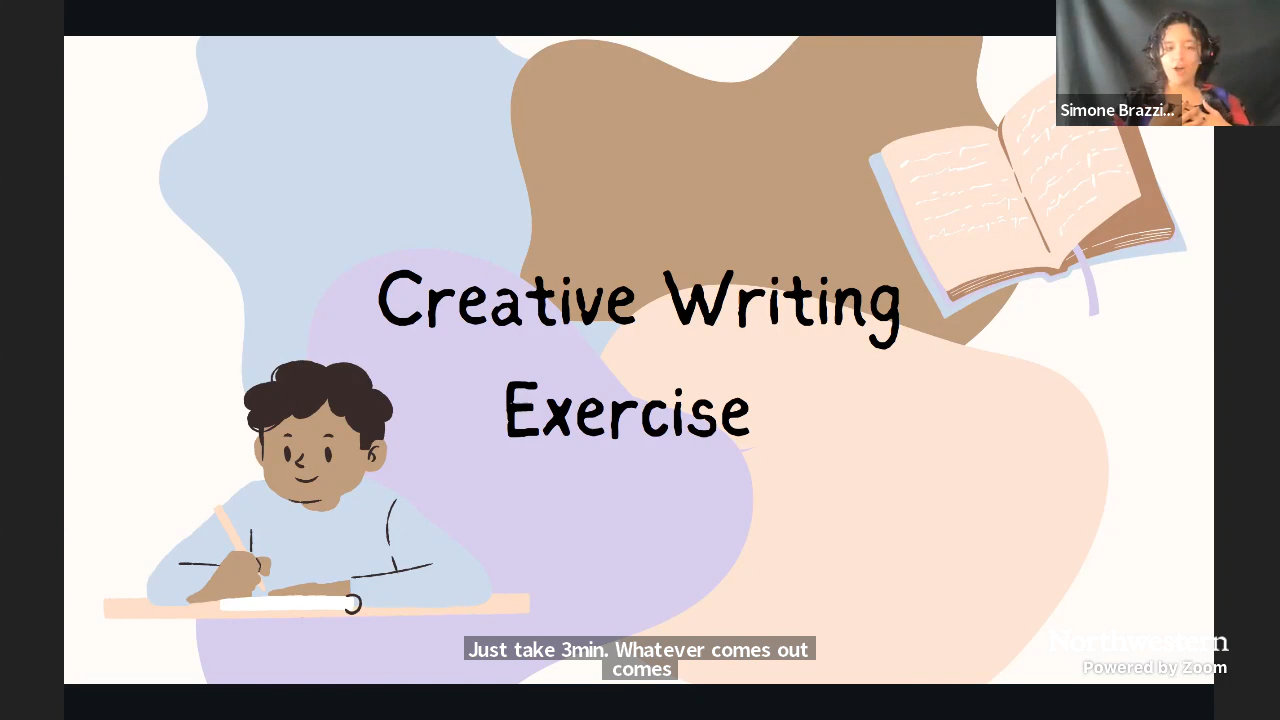 Simone Brazzi...
Creative Writing
Exercise
Just take 3min. Whatever comes out
comes
Northwestern
Powered by Zoom